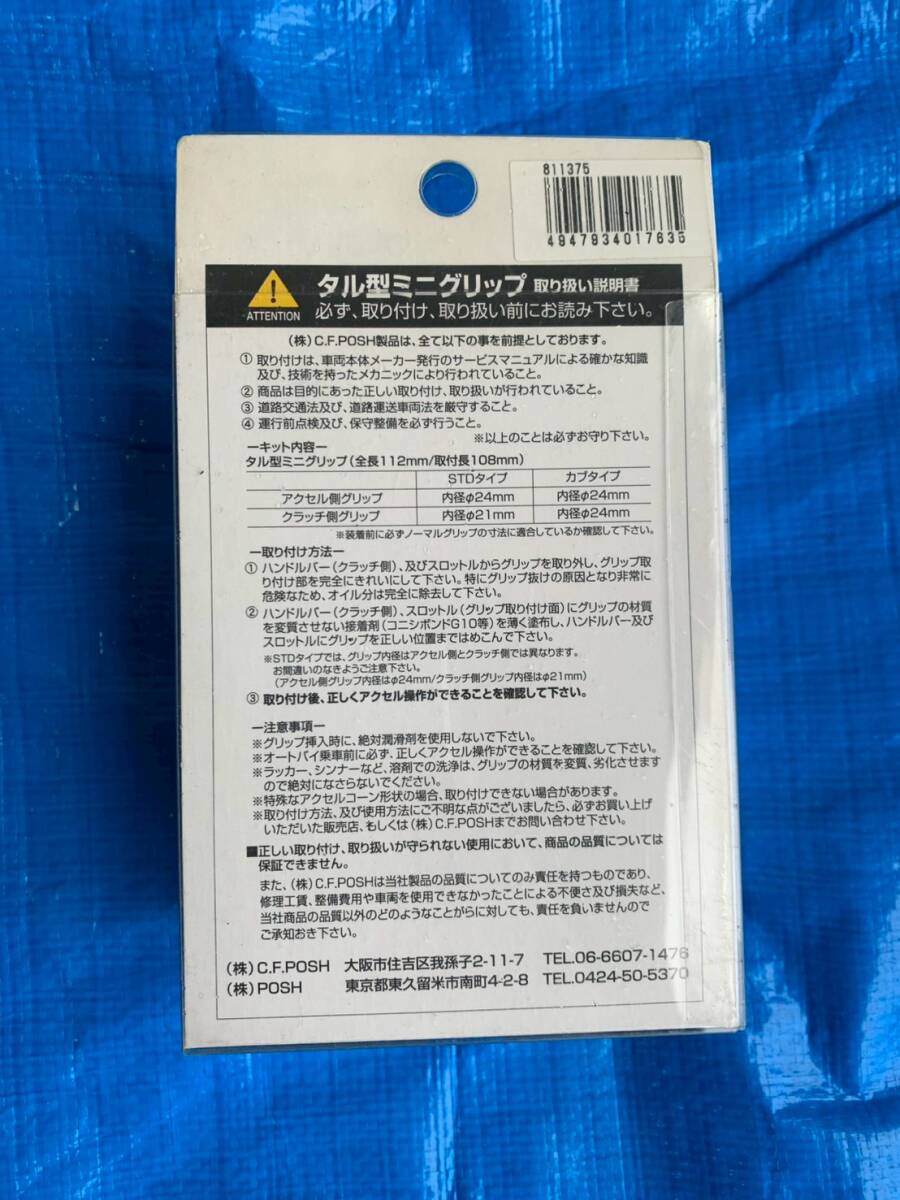 811375
4947934017635
ATTENTION
タル型ミニグリップ 取り扱い説明書
必ず、取り付け、取り扱い前にお読み下さい。
(株)C.F.POSH製品は、全て以下の事を前提としております。
① 取り付けは、車両本体メーカー発行のサービスマニュアルによる確かな知識
及び、技術を持ったメカニックにより行われていること。
② 商品は目的にあった正しい取り付け、取り扱いが行われていること。
③ 道路交通法及び、道路運送車両法を厳守すること。
④ 運行前点検及び、保守整備を必ず行うこと。
※以上のことは必ずお守り下さい。
ーキット内容ー
タル型ミニグリップ(全長112mm/取付長108mm)
STDタイプ カブタイプ
アクセル側グリップ 内径φ24mm 内径φ24mm
クラッチ側グリップ 内径φ21mm 内径φ24mm
※装着前に必ずノーマルグリップの寸法に適合しているか確認して下さい。
ー取り付け方法ー
① ハンドルバー(クラッチ側)、及びスロットルからグリップを取り外し、グリップ取
り付け部を完全にきれいにして下さい。特にグリップ抜けの原因となり非常に
危険なため、オイル分は完全に除去して下さい。
② ハンドルバー(クラッチ側)、スロットル(グリップ取り付け面)にグリップの材質
を変質させない接着剤(コニシボンドG10等)を薄く塗布し、ハンドルバー及び
スロットルにグリップを正しい位置まではめこんで下さい。
※STDタイプでは、グリップ内径はアクセル側とクラッチ側では異なります。
お間違いのなきようご注意下さい。
(アクセル側グリップ内径はφ24mm/クラッチ側グリップ内径はφ21mm)
③ 取り付け後、正しくアクセル操作ができることを確認して下さい。
ー注意事項ー
※グリップ挿入時に、絶対潤滑剤を使用しないで下さい。
※オートバイ乗車前に必ず、正しくアクセル操作ができることを確認して下さい。
※ラッカー、シンナーなど、溶剤での洗浄は、グリップの材質を変質、劣化させます
ので絶対になさらないでください。
※特殊なアクセルコーン形状の場合、取り付けできない場合があります。
※取り付け方法、及び使用方法にご不明な点がございましたら、必ずお買い上げ
いただいた販売店、もしくは(株)C.F.POSHまでお問い合わせ下さい。
■正しい取り付け、取り扱いが守られない使用において、商品の品質については
保証できません。
また、(株)C.F.POSHは当社製品の品質についてのみ責任を持つものであり、
修理工賃、整備費用や車両を使用できなかったことによる不便さ及び損失など、
当社商品の品質以外のどのようなことがらに対しても、責任を負いませんので
ご承知おき下さい。
(株)C.F.POSH 大阪市住吉区我孫子2-11-7 TEL.06-6607-1476
(株)POSH 東京都東久留米市南町4-2-8 TEL.0424-50-5370